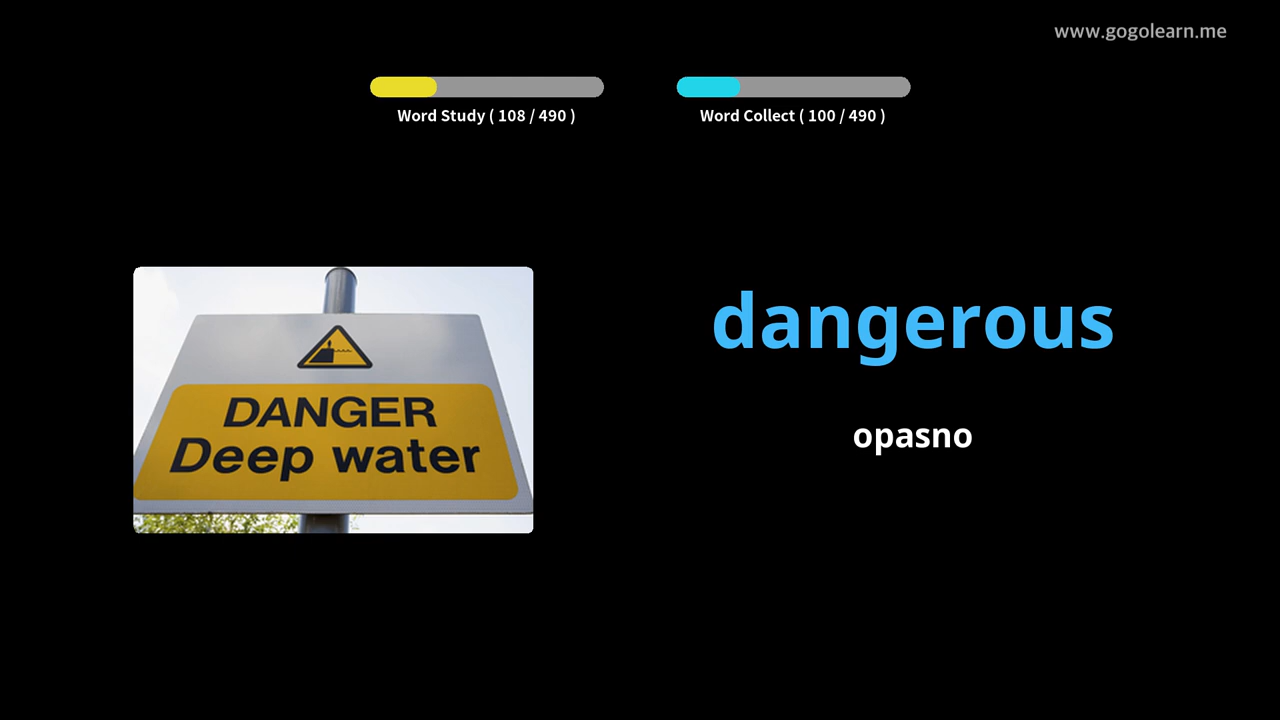 www.gogolearn.me
Word Study ( 108 / 490 )
Word Collect ( 100 / 490 )
DANGER
Deep water
dangerous
opasno